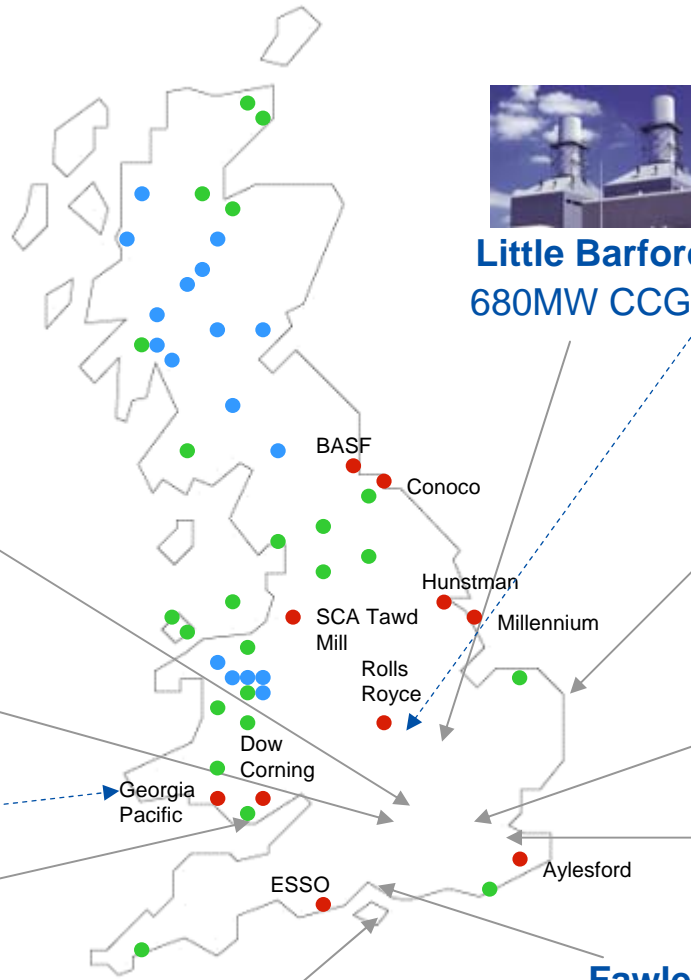 Little Barford
680MW CCG
BASF
Conoco
Hunstman
Millennium
SCA Tawd
Mill
Rolls
Royce
Dow
Corning
Georgia
Pacific
Aylesford
ESSO
Fawle